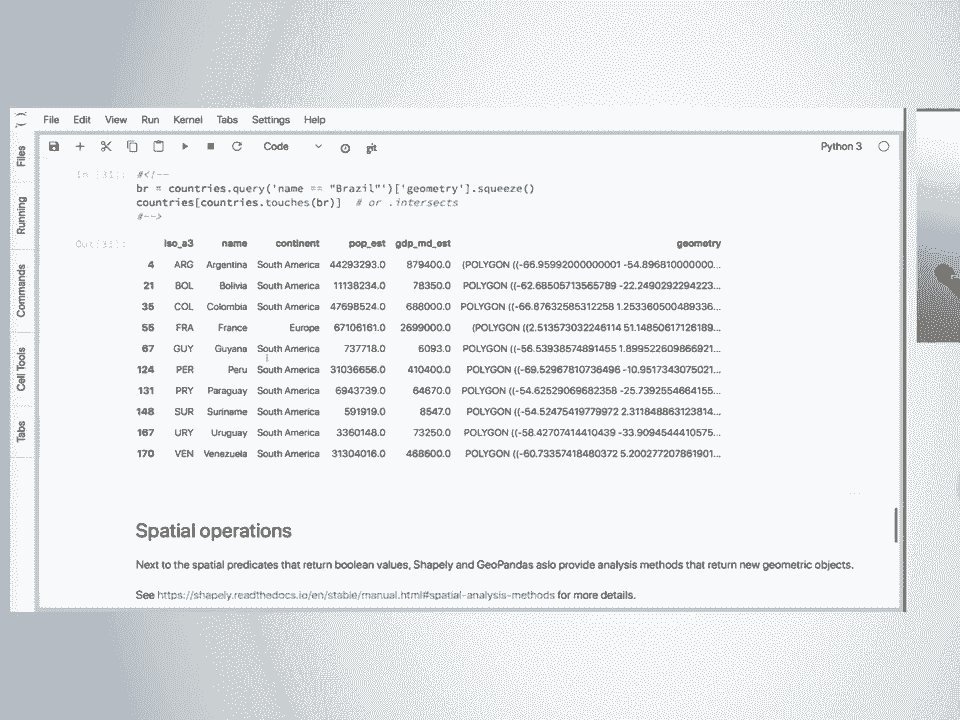 File Edit View Run Kernel Tabs Settings Help
Code git Python 3
Files
Running
Commands
Cell Tools
Tabs
In [31]: #<!--
br = countries.query('name == "Brazil"')['geometry'].squeeze()
countries[countries.touches(br)] # or .intersects
#-->
Out[31]: iso_a3 name continent pop_est gdp_md_est geometry
4 ARG Argentina South America 44293293.0 879400.0 (POLYGON ((-66.95992000000001 -54.896810000000...
21 BOL Bolivia South America 11138234.0 78350.0 POLYGON ((-62.68505713565789 -22.2490292294223...
35 COL Colombia South America 47698524.0 688000.0 POLYGON ((-66.87632585312258 1.253360500489336...
55 FRA France Europe 67106161.0 2699000.0 (POLYGON ((2.513573032246114 51.14850617126189...
67 GUY Guyana South America 737718.0 6093.0 POLYGON ((-56.53938574891455 1.899522609866921...
124 PER Peru South America 31036656.0 410400.0 POLYGON ((-69.52967810736496 -10.9517343075021...
131 PRY Paraguay South America 6943739.0 64670.0 POLYGON ((-54.62529069682358 -25.7392554664155...
148 SUR Suriname South America 591919.0 8547.0 POLYGON ((-54.52475419779972 2.311848863123814...
167 URY Uruguay South America 3360148.0 73250.0 POLYGON ((-58.42707414410439 -33.9094544410575...
170 VEN Venezuela South America 31304016.0 468600.0 POLYGON ((-60.73357418480372 5.200277207861901...
Spatial operations
Next to the spatial predicates that return boolean values, Shapely and GeoPandas aslo provide analysis methods that return new geometric objects.
See https://shapely.readthedocs.io/en/stable/manual.html#spatial-analysis-methods for more details.